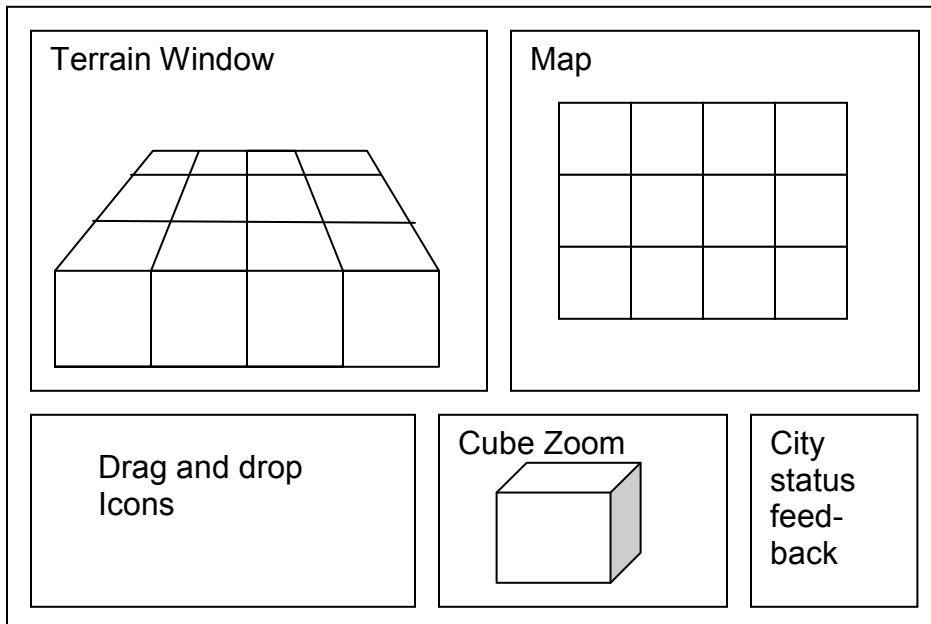 Terrain Window
Map
Drag and drop
Icons
Cube Zoom
City
status
feed-
back